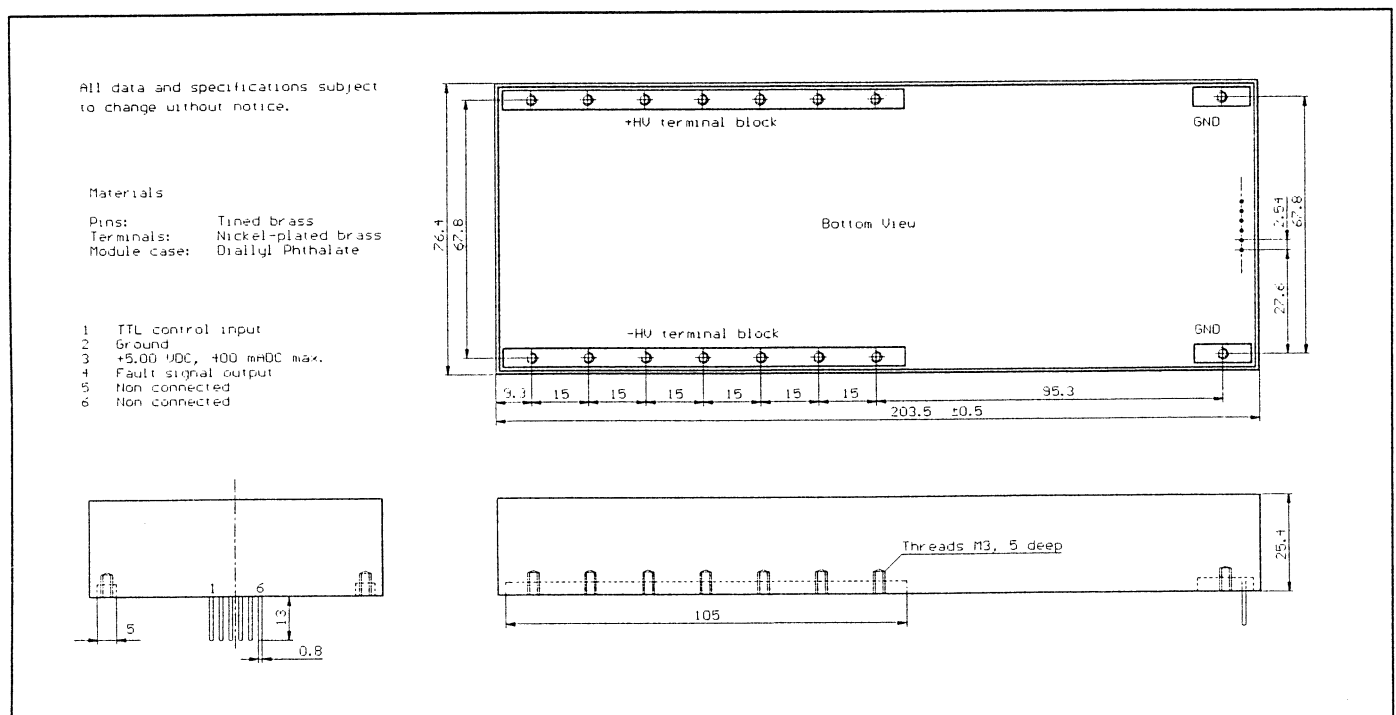 All data and specifications subject
to change without notice.
Materials
Pins: Tined brass
Terminals: Nickel-plated brass
Module case: Diallyl Phthalate
1 TTL control input
2 Ground
3 +5.00 VDC, 400 mADC max.
4 Fault signal output
5 Non connected
6 Non connected
+HV terminal block
GND
76.4
67.8
Bottom View
2.54
67.8
27.6
-HV terminal block
GND
9.3 15 15 15 15 15 15 95.3
203.5 ±0.5
1 6
5
13
0.8
Threads M3, 5 deep
25.4
105